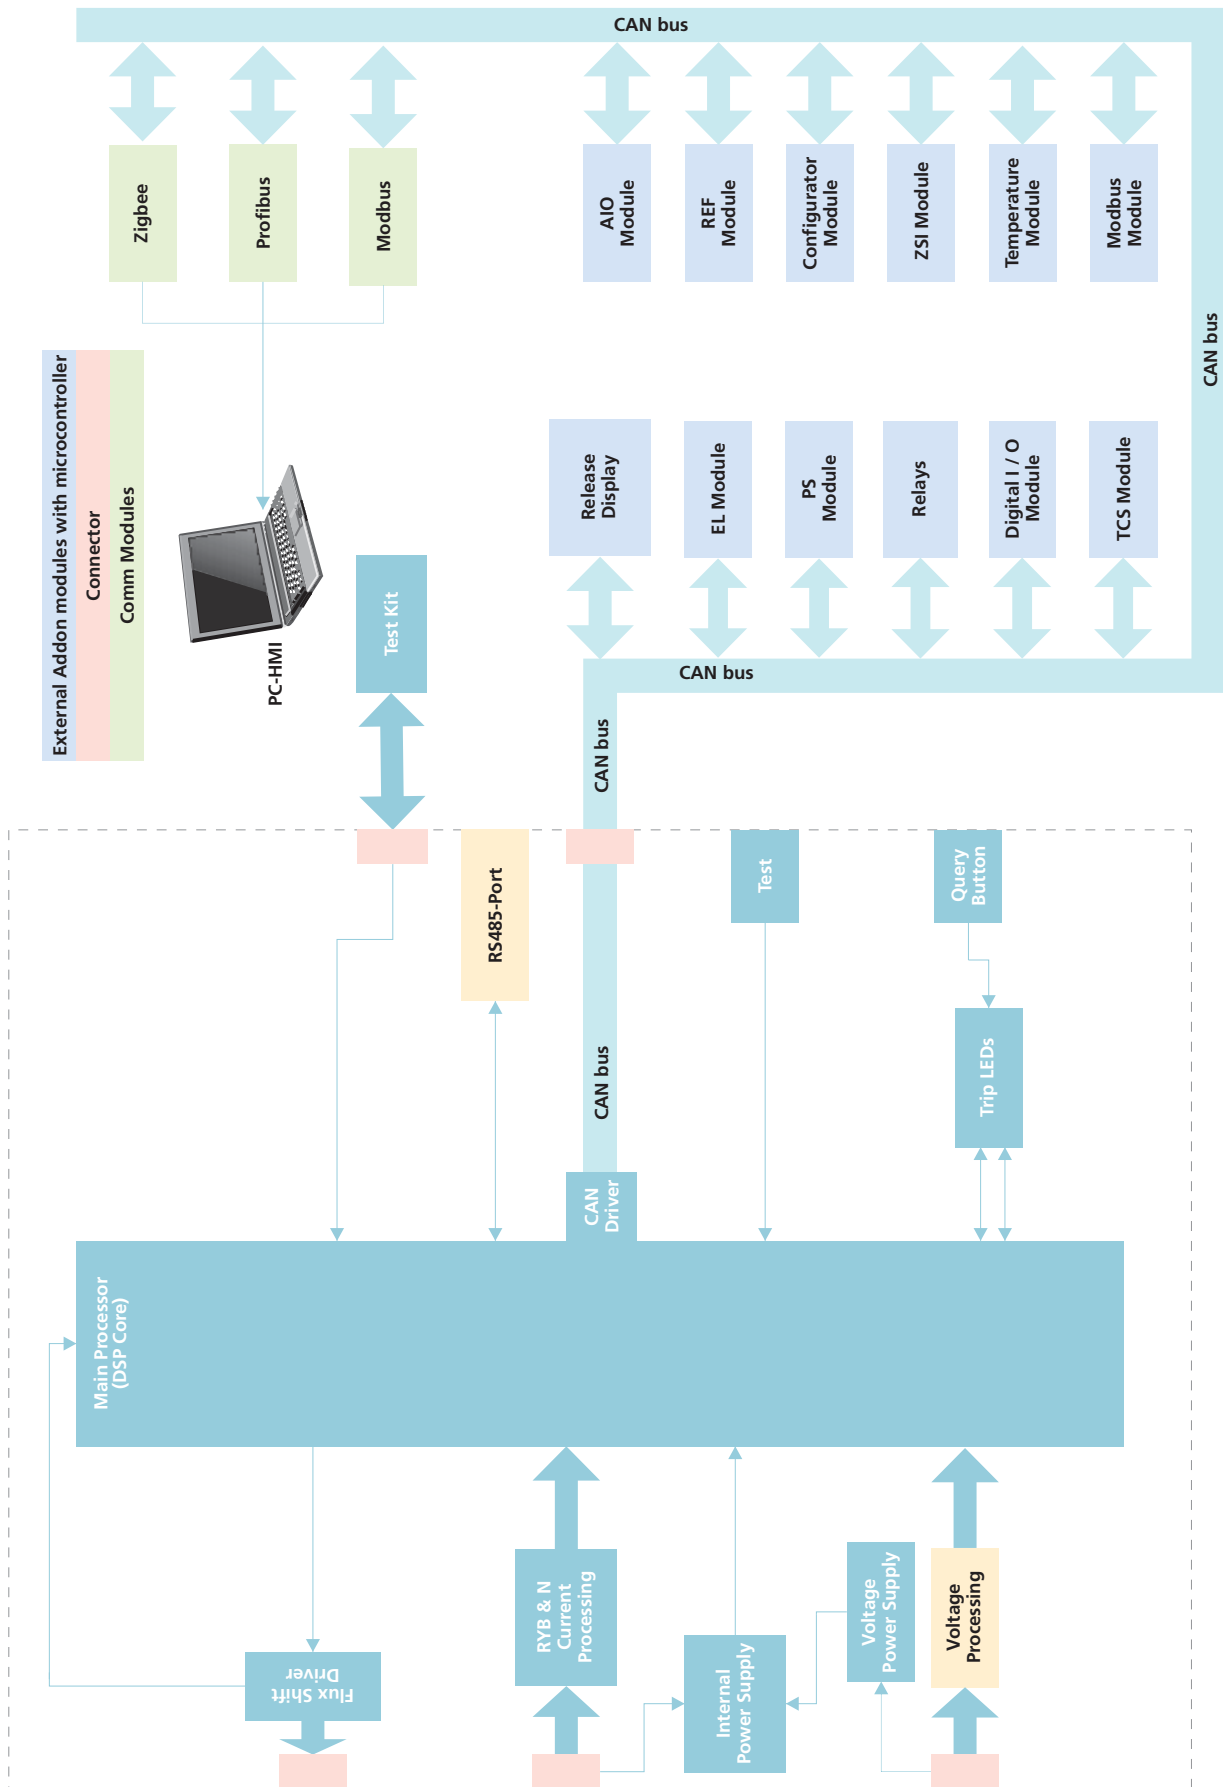 CAN bus
Zigbee
Profibus
Modbus
AIO
Module
REF
Module
Configurator
Module
ZSI Module
Temperature
Module
Modbus
Module
CAN bus
External Addon modules with microcontroller
Connector
Comm Modules
PC-HMI
Test Kit
Release
Display
EL Module
PS
Module
Relays
Digital I / O
Module
TCS Module
CAN bus
CAN bus
RS485-Port
Test
Query
Button
CAN bus
Trip LEDs
CAN
Driver
Main Processor
(DSP Core)
Flux Shift
Driver
RYB & N
Current
Processing
Internal
Power Supply
Voltage
Power Supply
Voltage
Processing